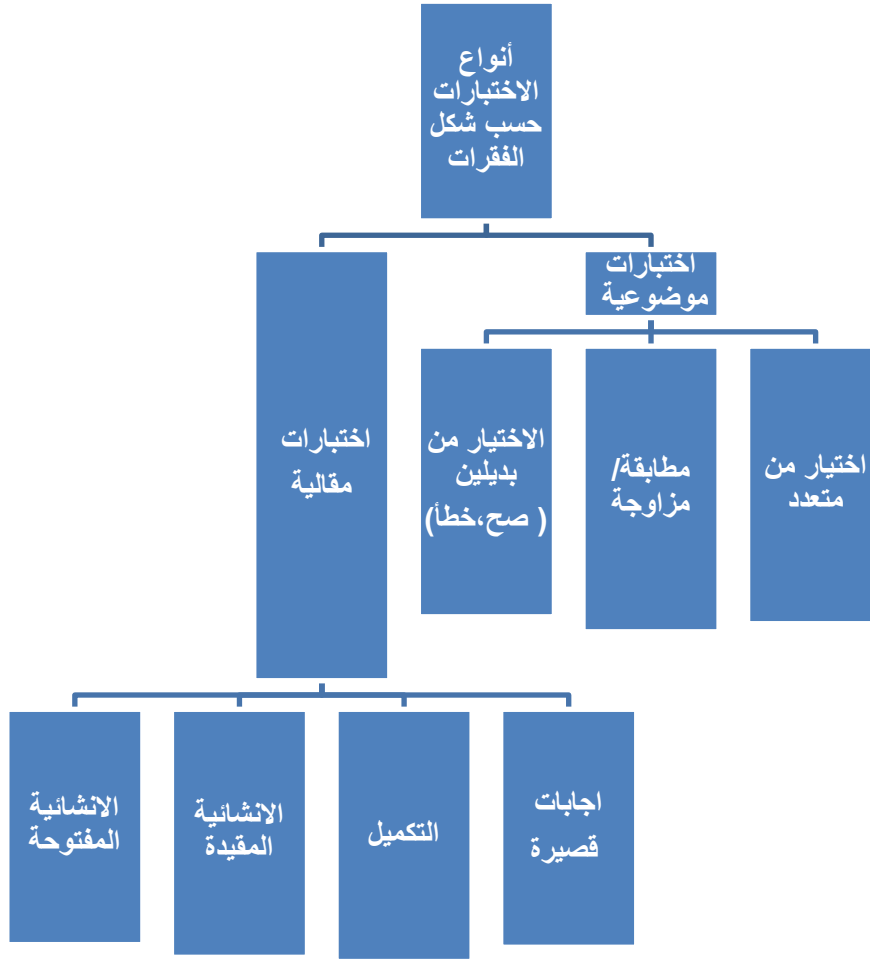 أنواع
الاختبارات
حسب شكل
الفقرات
اختبارات
موضوعية
اختبارات
مقالية
اختيار من
متعدد
مطابقة/
مزاوجة
الاختيار من
بديلين
( صح،خطأ)
اجابات
قصيرة
التكميل
الانشائية
المقيدة
الانشائية
المفتوحة